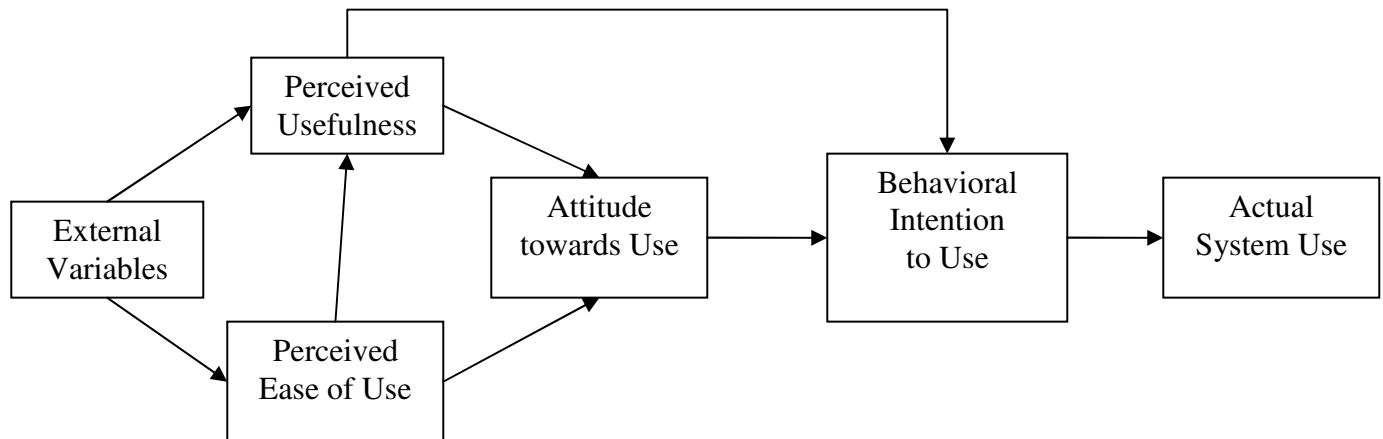 Perceived
Usefulness
External
Variables
Perceived
Ease of Use
Attitude
towards Use
Behavioral
Intention
to Use
Actual
System Use